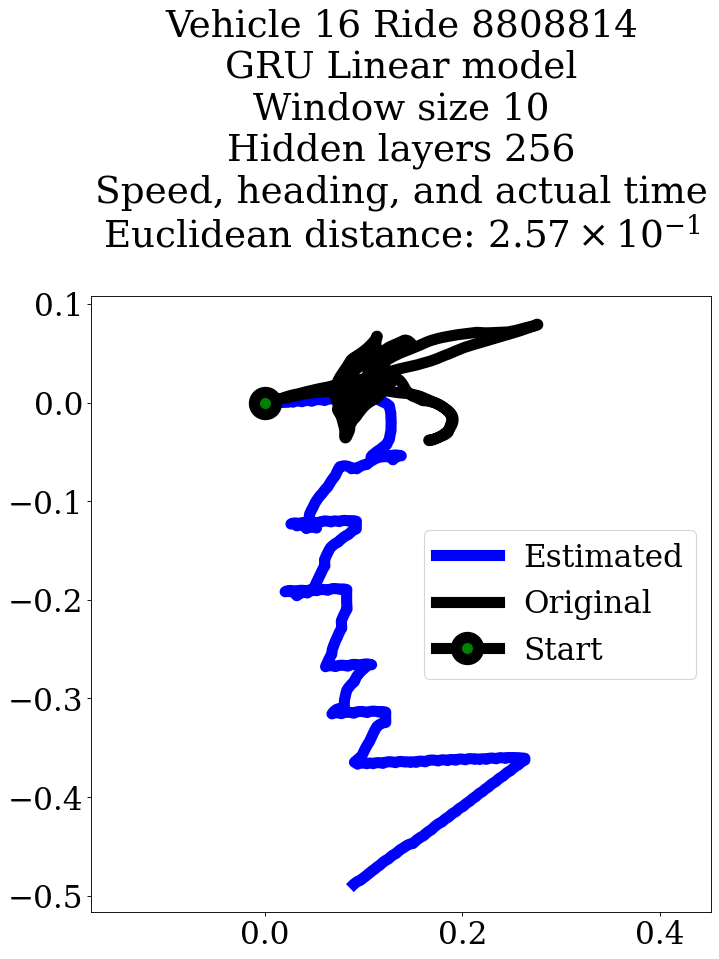 Vehicle 16 Ride 8808814
GRU Linear model
Window size 10
Hidden layers 256
Speed, heading, and actual time
Euclidean distance: 2.57 × 10⁻¹
0.1
0.0
−0.1
−0.2
−0.3
−0.4
−0.5
Estimated
Original
Start
0.0 0.2 0.4